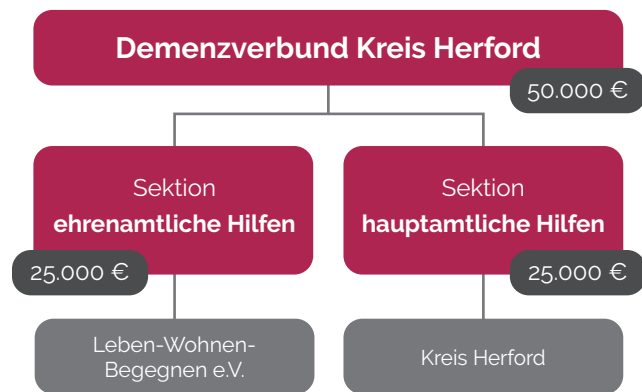 Demenzverbund Kreis Herford
50.000 €
Sektion
ehrenamtliche Hilfen
25.000 €
Sektion
hauptamtliche Hilfen
25.000 €
Leben-Wohnen-
Begegnen e.V.
Kreis Herford